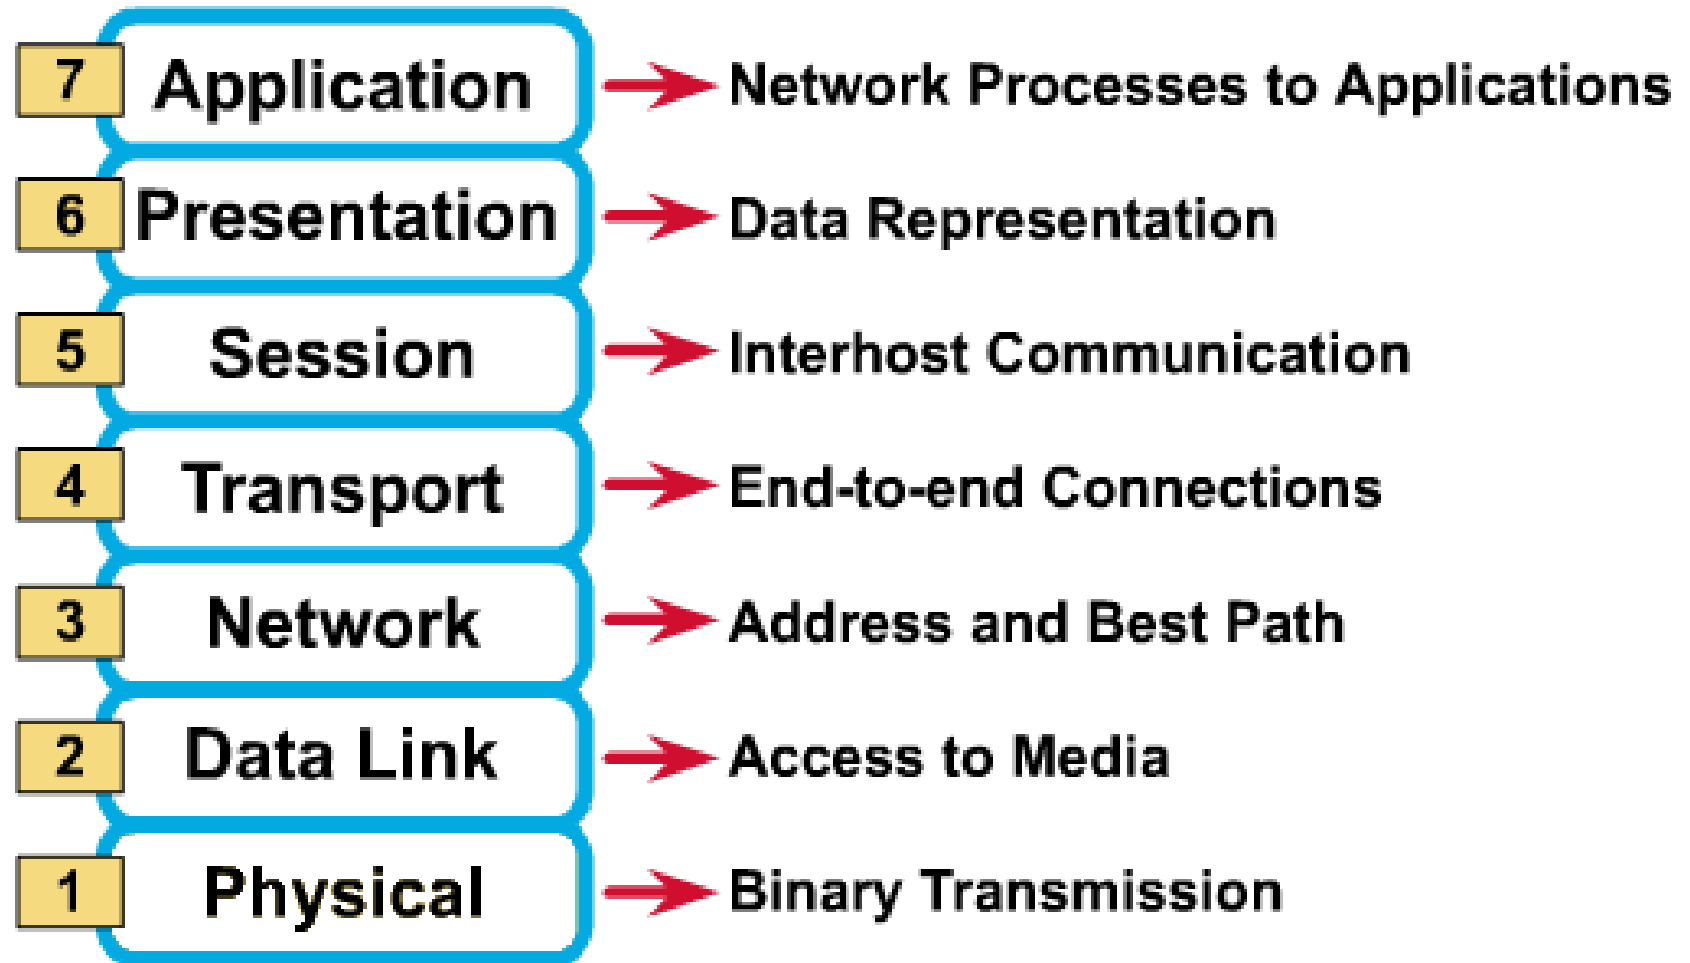 7 Application Network Processes to Applications
6 Presentation Data Representation
5 Session Interhost Communication
4 Transport End-to-end Connections
3 Network Address and Best Path
2 Data Link Access to Media
1 Physical Binary Transmission